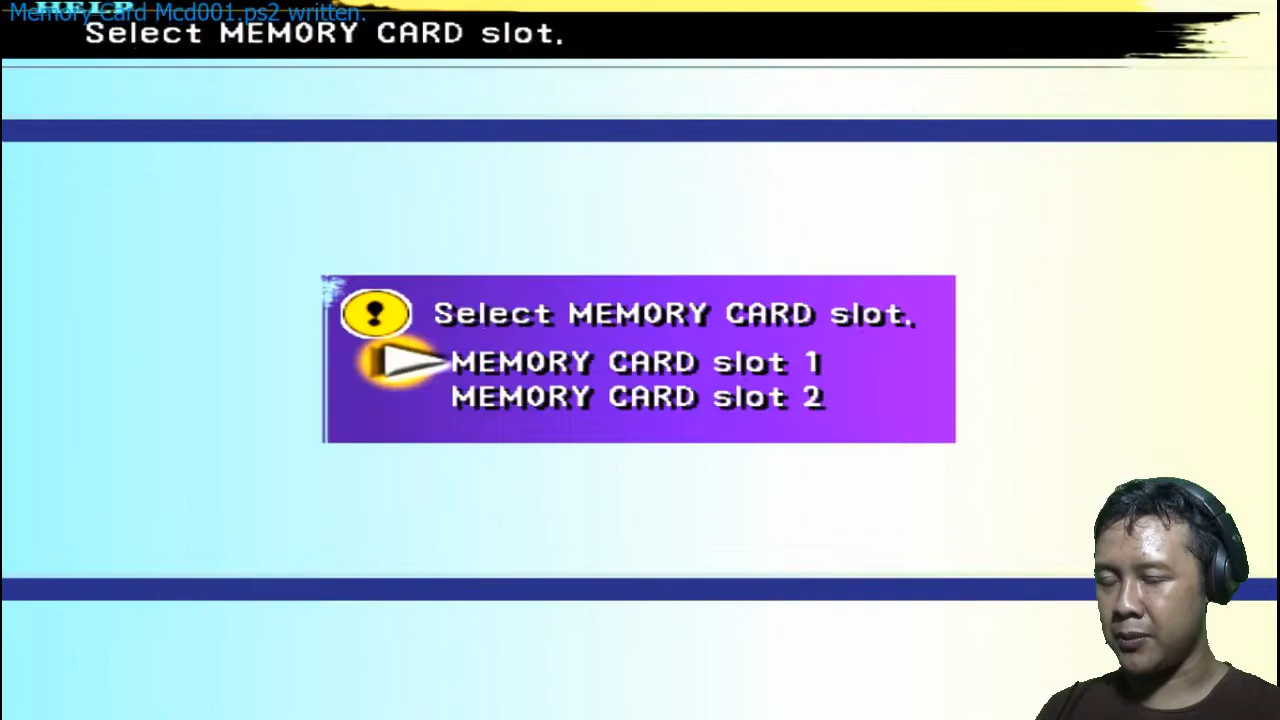 HELP
Memory Card Mcd001.ps2 written.
Select MEMORY CARD slot.
Select MEMORY CARD slot.
MEMORY CARD slot 1
MEMORY CARD slot 2